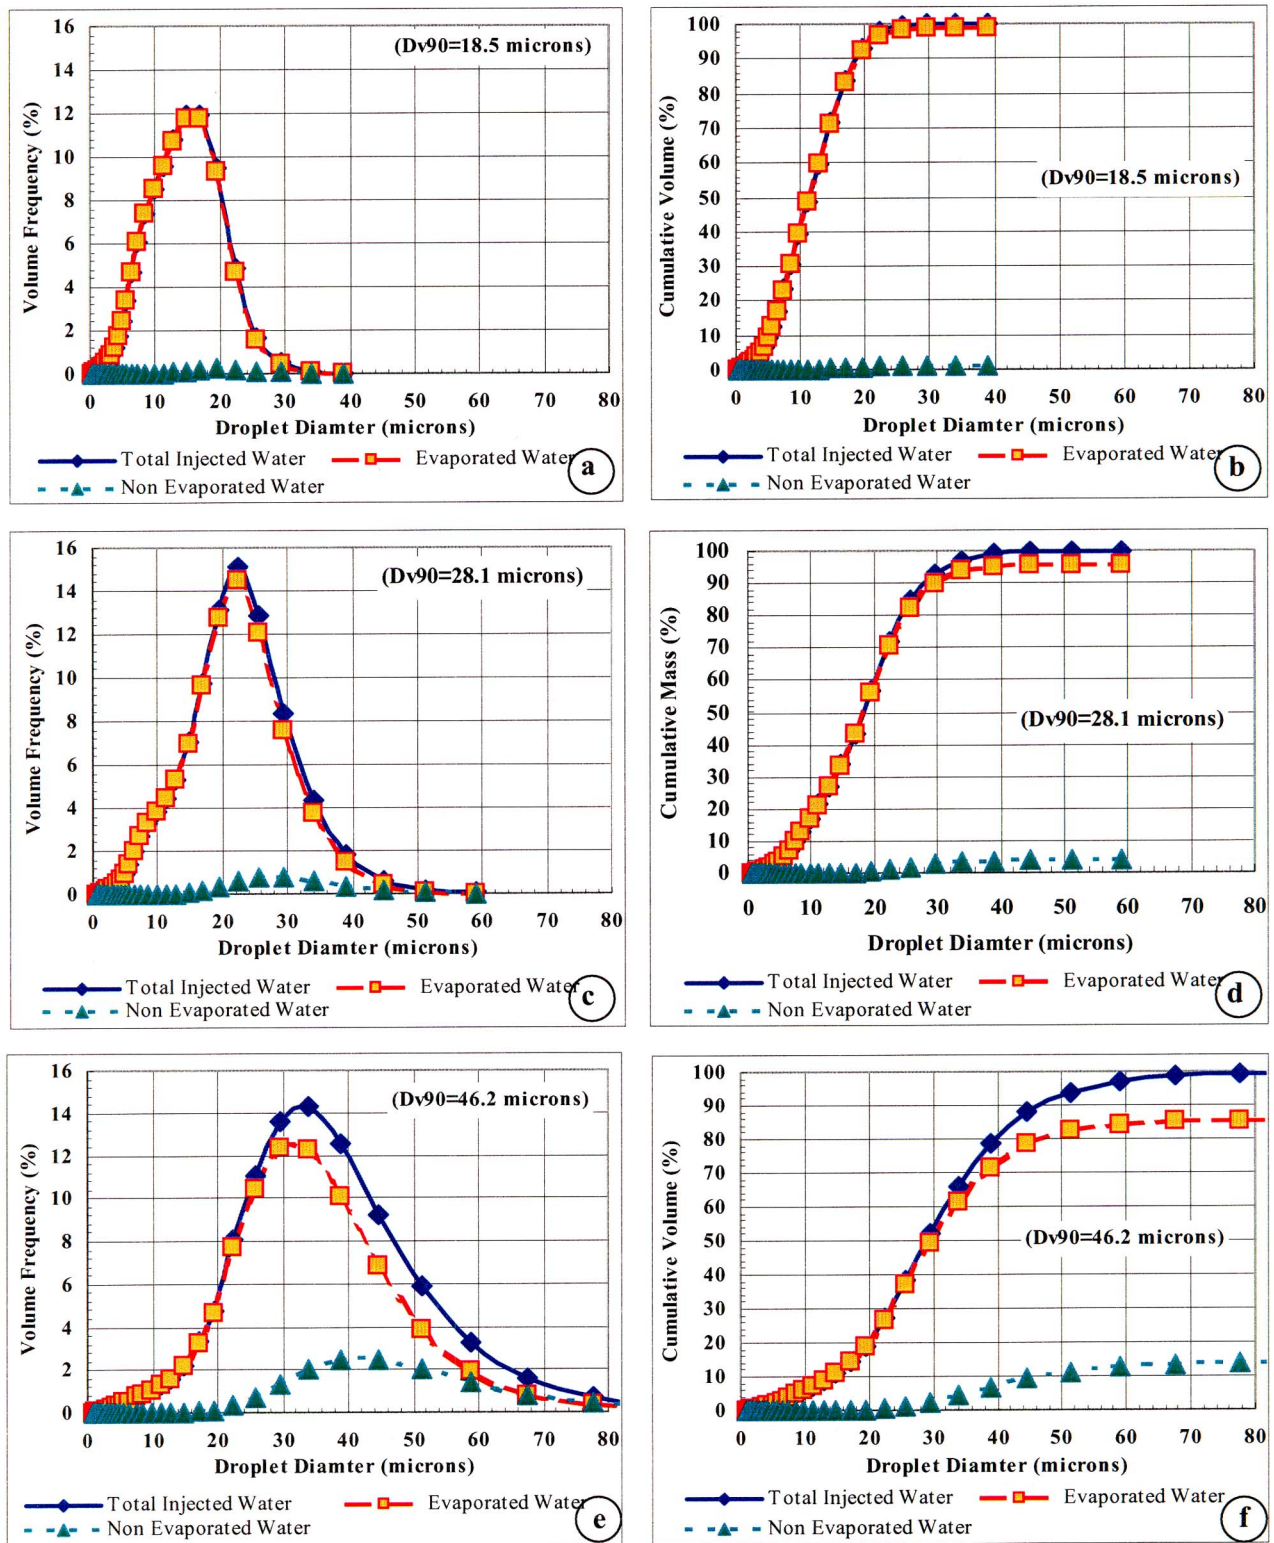 16
14
12
10
8
6
4
2
0
Volume Frequency (%)
(Dv90=18.5 microns)
0 10 20 30 40 50 60 70 80
Droplet Diamter (microns)
Total Injected Water Evaporated Water
Non Evaporated Water
a
100
90
80
70
60
50
40
30
20
10
0
Cumulative Volume (%)
(Dv90=18.5 microns)
0 10 20 30 40 50 60 70 80
Droplet Diamter (microns)
Total Injected Water Evaporated Water
Non Evaporated Water
b
16
14
12
10
8
6
4
2
0
Volume Frequency (%)
(Dv90=28.1 microns)
0 10 20 30 40 50 60 70 80
Droplet Diamter (microns)
Total Injected Water Evaporated Water
Non Evaporated Water
c
100
90
80
70
60
50
40
30
20
10
0
Cumulative Mass (%)
(Dv90=28.1 microns)
0 10 20 30 40 50 60 70 80
Droplet Diamter (microns)
Total Injected Water Evaporated Water
Non Evaporated Water
d
16
14
12
10
8
6
4
2
0
Volume Frequency (%)
(Dv90=46.2 microns)
0 10 20 30 40 50 60 70 80
Droplet Diamter (microns)
Total Injected Water Evaporated Water
Non Evaporated Water
e
100
90
80
70
60
50
40
30
20
10
0
Cumulative Volume (%)
(Dv90=46.2 microns)
0 10 20 30 40 50 60 70 80
Droplet Diamter (microns)
Total Injected Water Evaporated Water
Non Evaporated Water
f